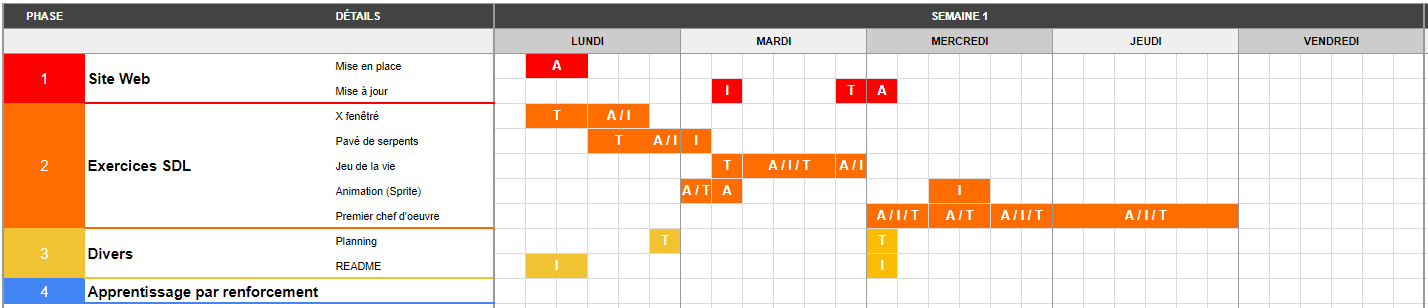 PHASE DÉTAILS SEMAINE 1
LUNDI MARDI MERCREDI JEUDI VENDREDI
1 Site Web
Mise en place A
Mise à jour I T A
2 Exercices SDL
X fenêtré T A / I
Pavé de serpents T A / I I
Jeu de la vie T A / I / T A / I
Animation (Sprite) A / T A I
Premier chef d'oeuvre A / I / T A / T A / I / T A / I / T
3 Divers
Planning T T
README I I
4 Apprentissage par renforcement